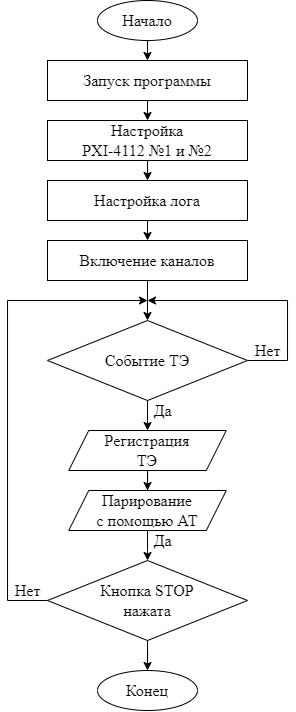 Начало
Запуск программы
Настройка
PXI-4112 №1 и №2
Настройка лога
Включение каналов
Событие ТЭ
Нет
Да
Регистрация
ТЭ
Парирование
с помощью АТ
Да
Нет
Кнопка STOP
нажата
Конец